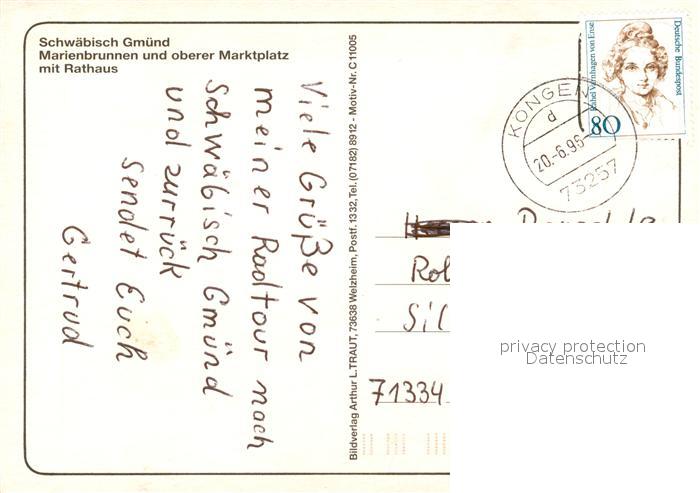 Schwäbisch Gmünd
Marienbrunnen und oberer Marktplatz
mit Rathaus
Viele Grüße von
meiner Radtour nach
Schwäbisch Gmünd
und zurrück
sendet Euch
Gertrud
Bildverlag Arthur L.TRAUT, 73638 Welzheim, Postf. 1332, Tel. (07182) 8912 - Motiv-Nr. C11005
Deutsche Bundespost
Rahel Varnhagen von Ense
80
KONGEN
d
20.-6.96
73257
Rol
Sil
71334
privacy protection
Datenschutz